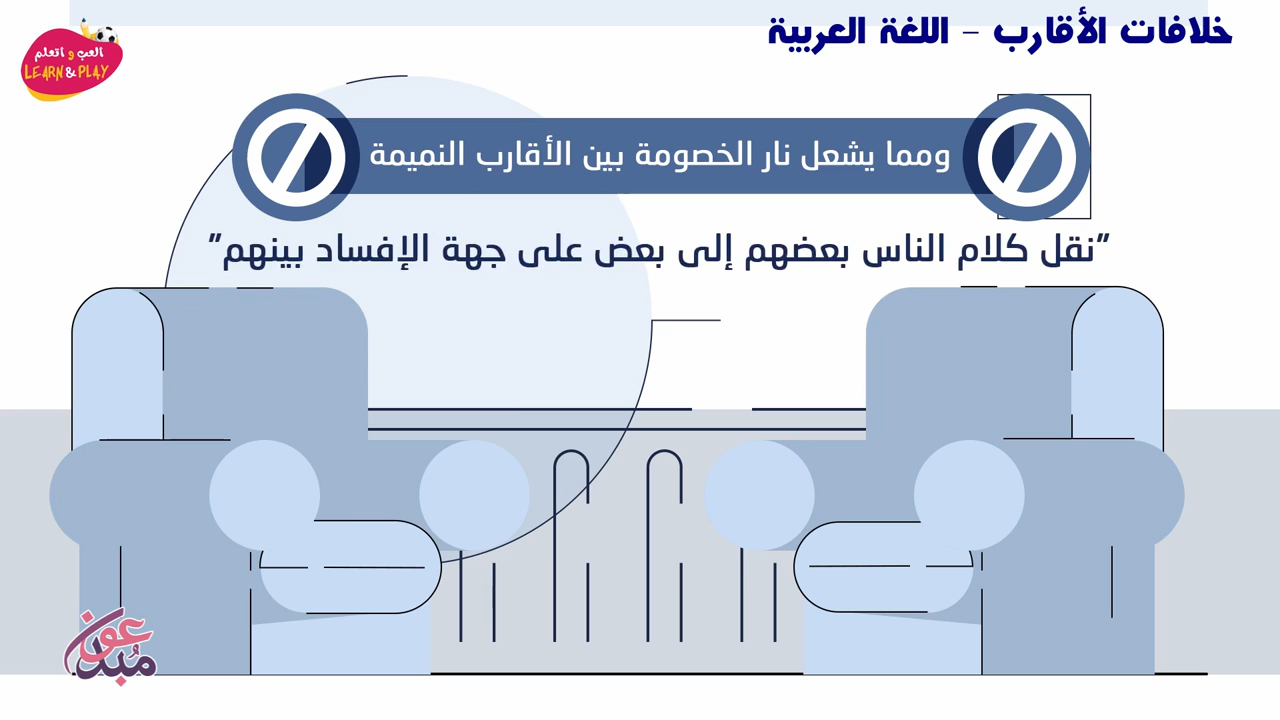 خلافات الأقارب – اللغة العربية
العب و اتعلم
LEARN & PLAY
ومما يشعل نار الخصومة بين الأقارب النميمة
"نقل كلام الناس بعضهم إلى بعض على جهة الإفساد بينهم"
مُبدعون